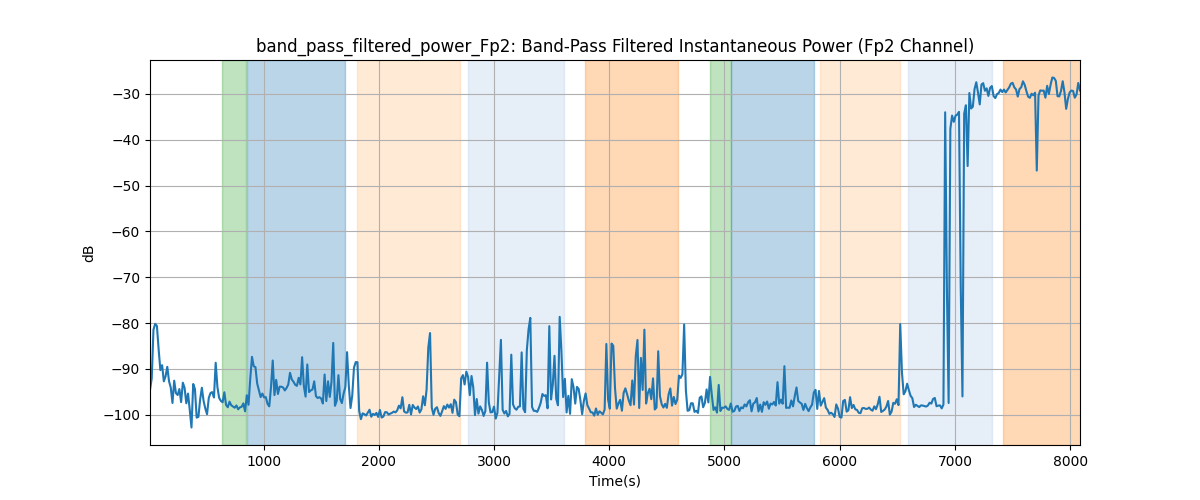 band_pass_filtered_power_Fp2: Band-Pass Filtered Instantaneous Power (Fp2 Channel)
−30
−40
−50
−60
−70
−80
−90
−100
dB
1000 2000 3000 4000 5000 6000 7000 8000
Time(s)